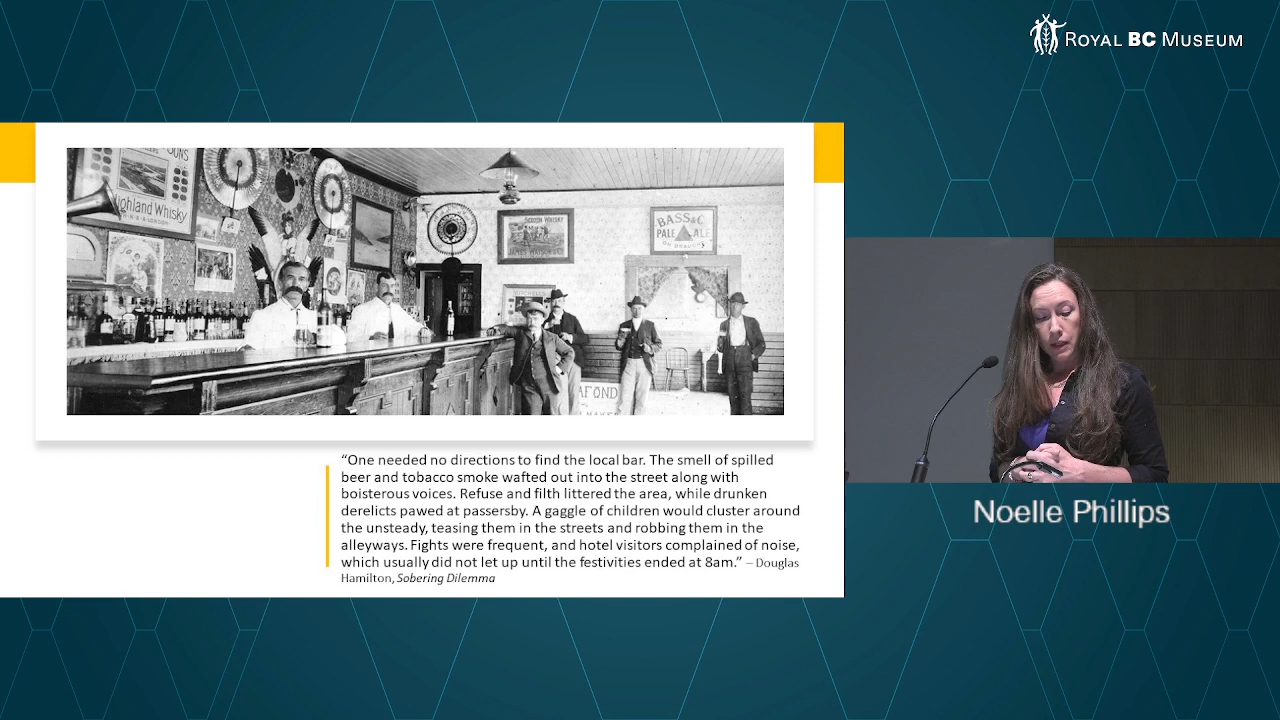 ROYAL BC MUSEUM
Highland Whisky
BASS & Co
PALE ALE
“One needed no directions to find the local bar. The smell of spilled
beer and tobacco smoke wafted out into the street along with
boisterous voices. Refuse and filth littered the area, while drunken
derelicts pawed at passersby. A gaggle of children would cluster around
the unsteady, teasing them in the streets and robbing them in the
alleyways. Fights were frequent, and hotel visitors complained of noise,
which usually did not let up until the festivities ended at 8am.” – Douglas
Hamilton, Sobering Dilemma
Noelle Phillips